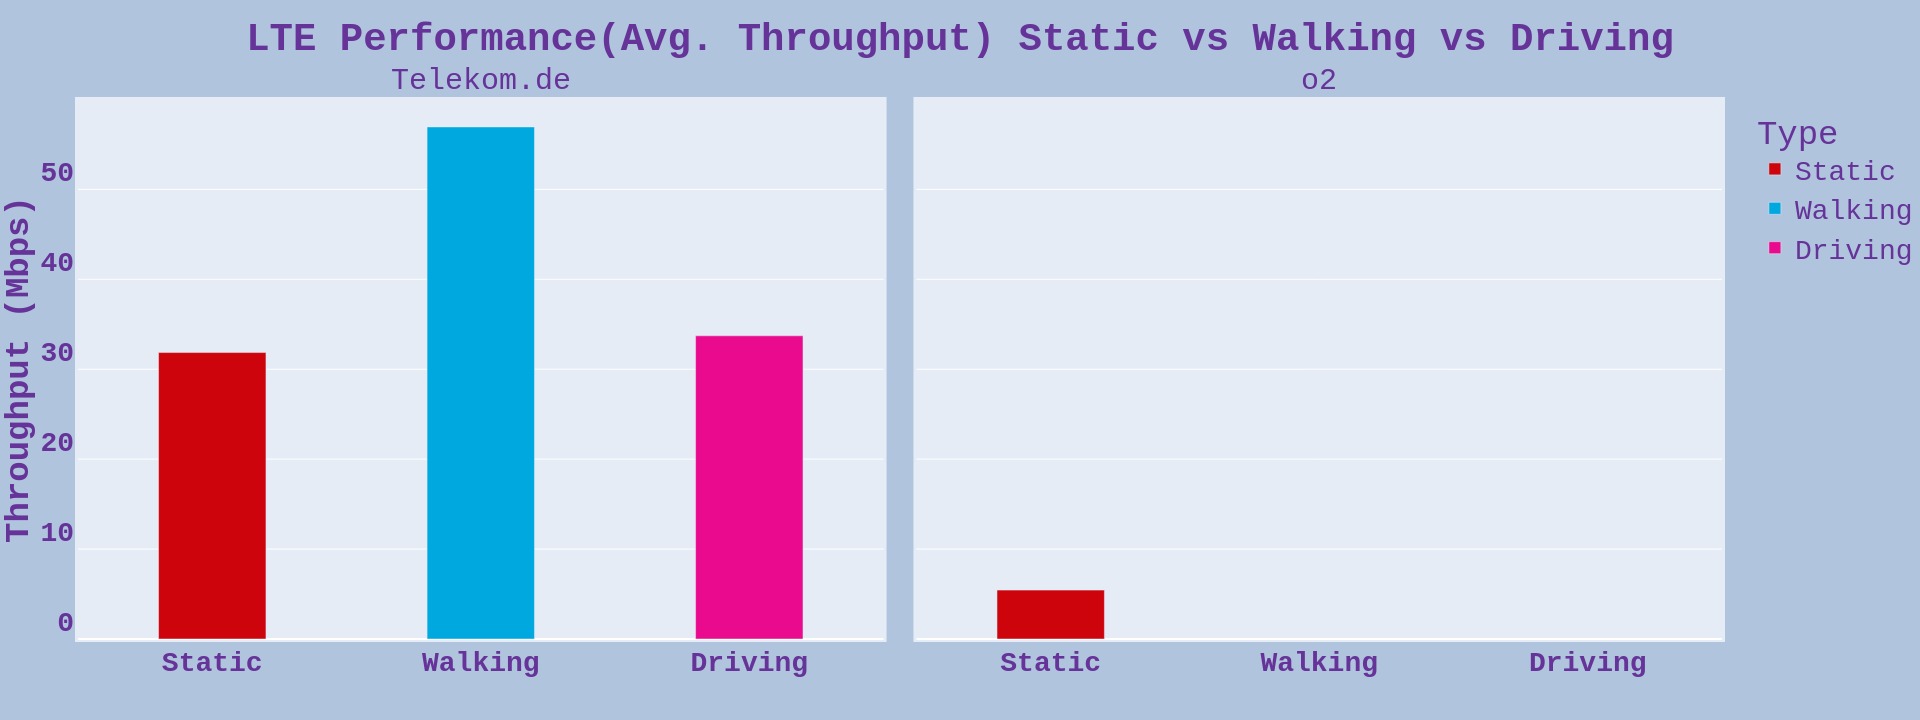 LTE Performance(Avg. Throughput) Static vs Walking vs Driving
Telekom.de
o2
Throughput (Mbps)
50
40
30
20
10
0
Static Walking Driving
Static Walking Driving
Type
Static
Walking
Driving